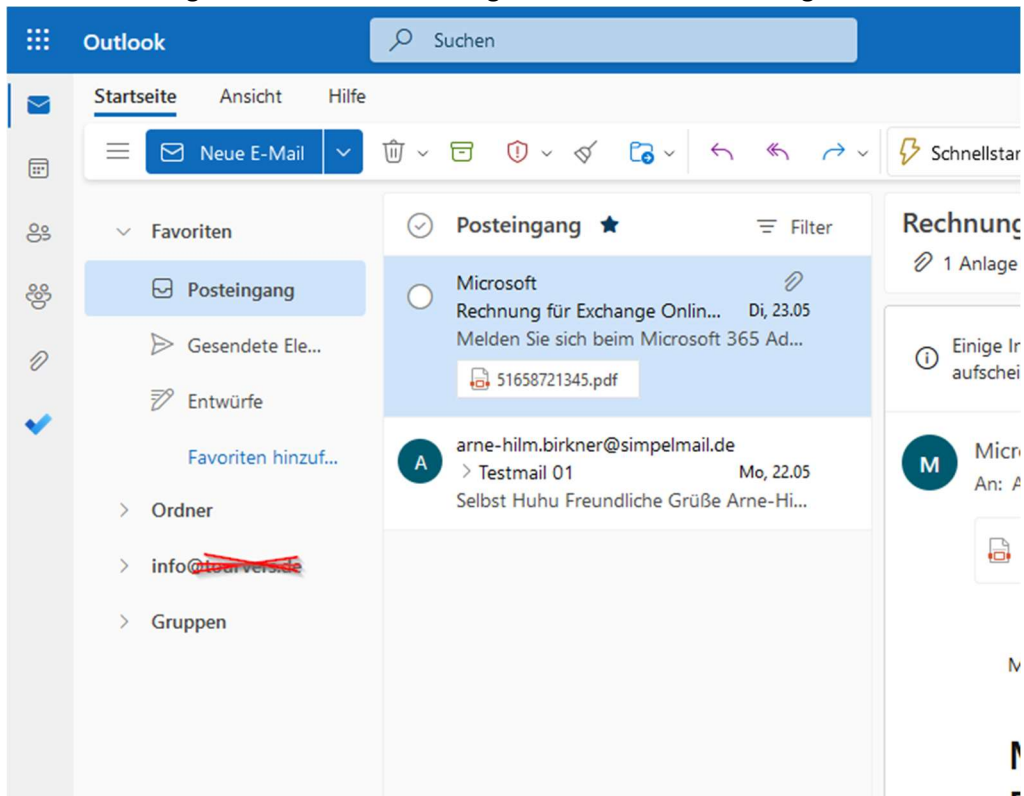 Outlook
Suchen
Startseite Ansicht Hilfe
Neue E-Mail
Schnellstar
Favoriten
Posteingang
Gesendete Ele...
Entwürfe
Favoriten hinzuf...
Ordner
info@tourvers.de
Gruppen
Posteingang Filter
Microsoft
Rechnung für Exchange Onlin... Di, 23.05
Melden Sie sich beim Microsoft 365 Ad...
51658721345.pdf
A
arne-hilm.birkner@simpelmail.de
Testmail 01 Mo, 22.05
Selbst Huhu Freundliche Grüße Arne-Hi...
Rechnung
1 Anlage
Einige Ir
aufschei
M
Micr
An: A